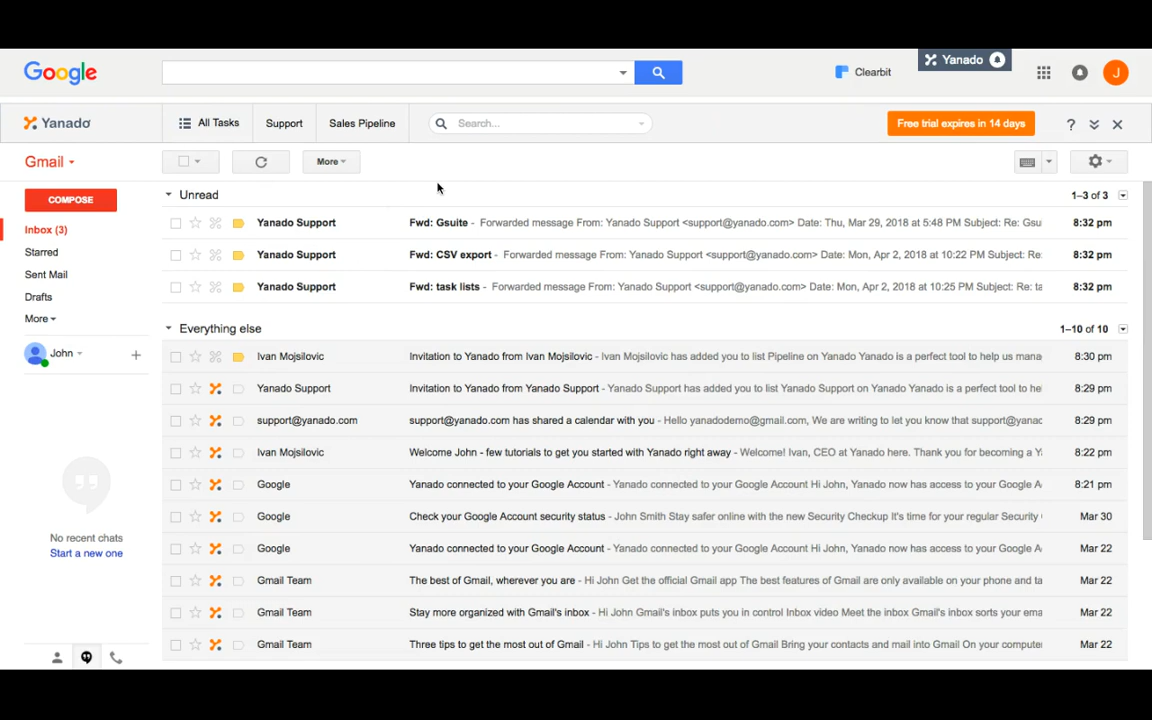 Google
Clearbit
Yanado
J
Yanado
All Tasks
Support
Sales Pipeline
Search...
Free trial expires in 14 days
?
Gmail
More
COMPOSE
Inbox (3)
Starred
Sent Mail
Drafts
More
John
No recent chats
Start a new one
Unread 1–3 of 3
Yanado Support Fwd: Gsuite - Forwarded message From: Yanado Support <support@yanado.com> Date: Thu, Mar 29, 2018 at 5:48 PM Subject: Re: Gsu 8:32 pm
Yanado Support Fwd: CSV export - Forwarded message From: Yanado Support <support@yanado.com> Date: Mon, Apr 2, 2018 at 10:22 PM Subject: Re: 8:32 pm
Yanado Support Fwd: task lists - Forwarded message From: Yanado Support <support@yanado.com> Date: Mon, Apr 2, 2018 at 10:25 PM Subject: Re: ta 8:32 pm
Everything else 1–10 of 10
Ivan Mojsilovic Invitation to Yanado from Ivan Mojsilovic - Ivan Mojsilovic has added you to list Pipeline on Yanado Yanado is a perfect tool to help us mana 8:30 pm
Yanado Support Invitation to Yanado from Yanado Support - Yanado Support has added you to list Yanado Support on Yanado Yanado is a perfect tool to he 8:29 pm
support@yanado.com support@yanado.com has shared a calendar with you - Hello yanadodemo@gmail.com, We are writing to let you know that support@yanac 8:29 pm
Ivan Mojsilovic Welcome John - few tutorials to get you started with Yanado right away - Welcome! Ivan, CEO at Yanado here. Thank you for becoming a Y 8:22 pm
Google Yanado connected to your Google Account - Yanado connected to your Google Account Hi John, Yanado now has access to your Google A 8:21 pm
Google Check your Google Account security status - John Smith Stay safer online with the new Security Checkup It's time for your regular Security Mar 30
Google Yanado connected to your Google Account - Yanado connected to your Google Account Hi John, Yanado now has access to your Google A Mar 22
Gmail Team The best of Gmail, wherever you are - Hi John Get the official Gmail app The best features of Gmail are only available on your phone and ta Mar 22
Gmail Team Stay more organized with Gmail's inbox - Hi John Gmail's inbox puts you in control Inbox video Meet the inbox Gmail's inbox sorts your ema Mar 22
Gmail Team Three tips to get the most out of Gmail - Hi John Tips to get the most out of Gmail Bring your contacts and mail into Gmail On your compute Mar 22